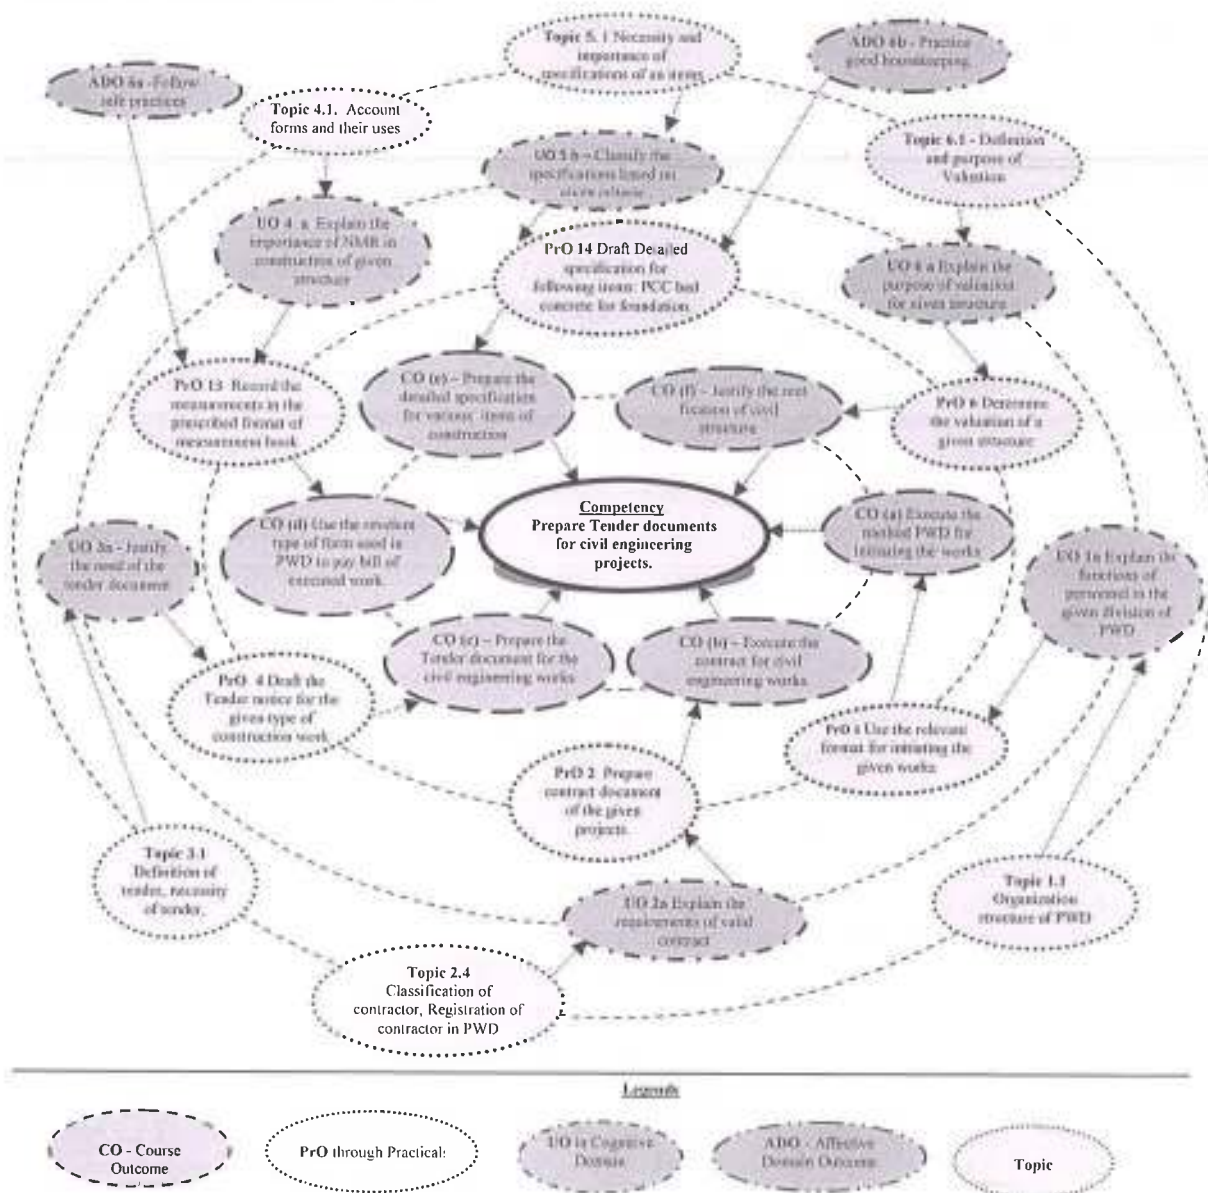 Topic 5. 1 Necessity and
importance of
specifications of an items
ADO 6b - Practice
good housekeeping
ADO 6a -Follow
safe practices
Topic 4.1. Account
forms and their uses
Topic 6.1 - Definition
and purpose of
Valuation
UO 5 b - Classify the
specifications listed on
given criteria
UO 4 a Explain the
importance of NMR in
construction of given
structure
PrO 14 Draft Detailed
specification for
following items: PCC bed
concrete for foundation
UO 6 a Explain the
purpose of valuation
for given structure
PrO 13 Record the
measurements in the
prescribed format of
measurement book
CO (e) – Prepare the
detailed specification
for various items of
construction
CO (f) - Justify the rent
fixation of civil
structure
PrO 6 Determine
the valuation of a
given structure
Competency
Prepare Tender documents
for civil engineering
projects.
CO (d) Use the
type of form used in
PWD to pay bill of
executed work
CO (a) Execute the
method PWD for
initiating the works
UO 3a - Justify
the need of the
tender document
UO 1a Explain the
functions of
personnel in the
given division of
PWD
CO (c) – Prepare the
Tender document for the
civil engineering works
CO (b) – Execute the
contract for civil
engineering works
PrO 4 Draft the
Tender notice for the
given type of
construction work
PrO 1 Use the relevant
format for initiating the
given works
PrO 2 Prepare
contract document
of the given
projects.
Topic 3.1
Definition of
tender, necessity
of tender.
UO 2a Explain the
requirements of valid
contract
Topic 1.1
Organization
structure of PWD
Topic 2.4
Classification of
contractor, Registration of
contractor in PWD
Legends
CO - Course
Outcome
PrO through Practical:
UO in Cognitive
Domain
ADO - Affective
Domain Outcome
Topic